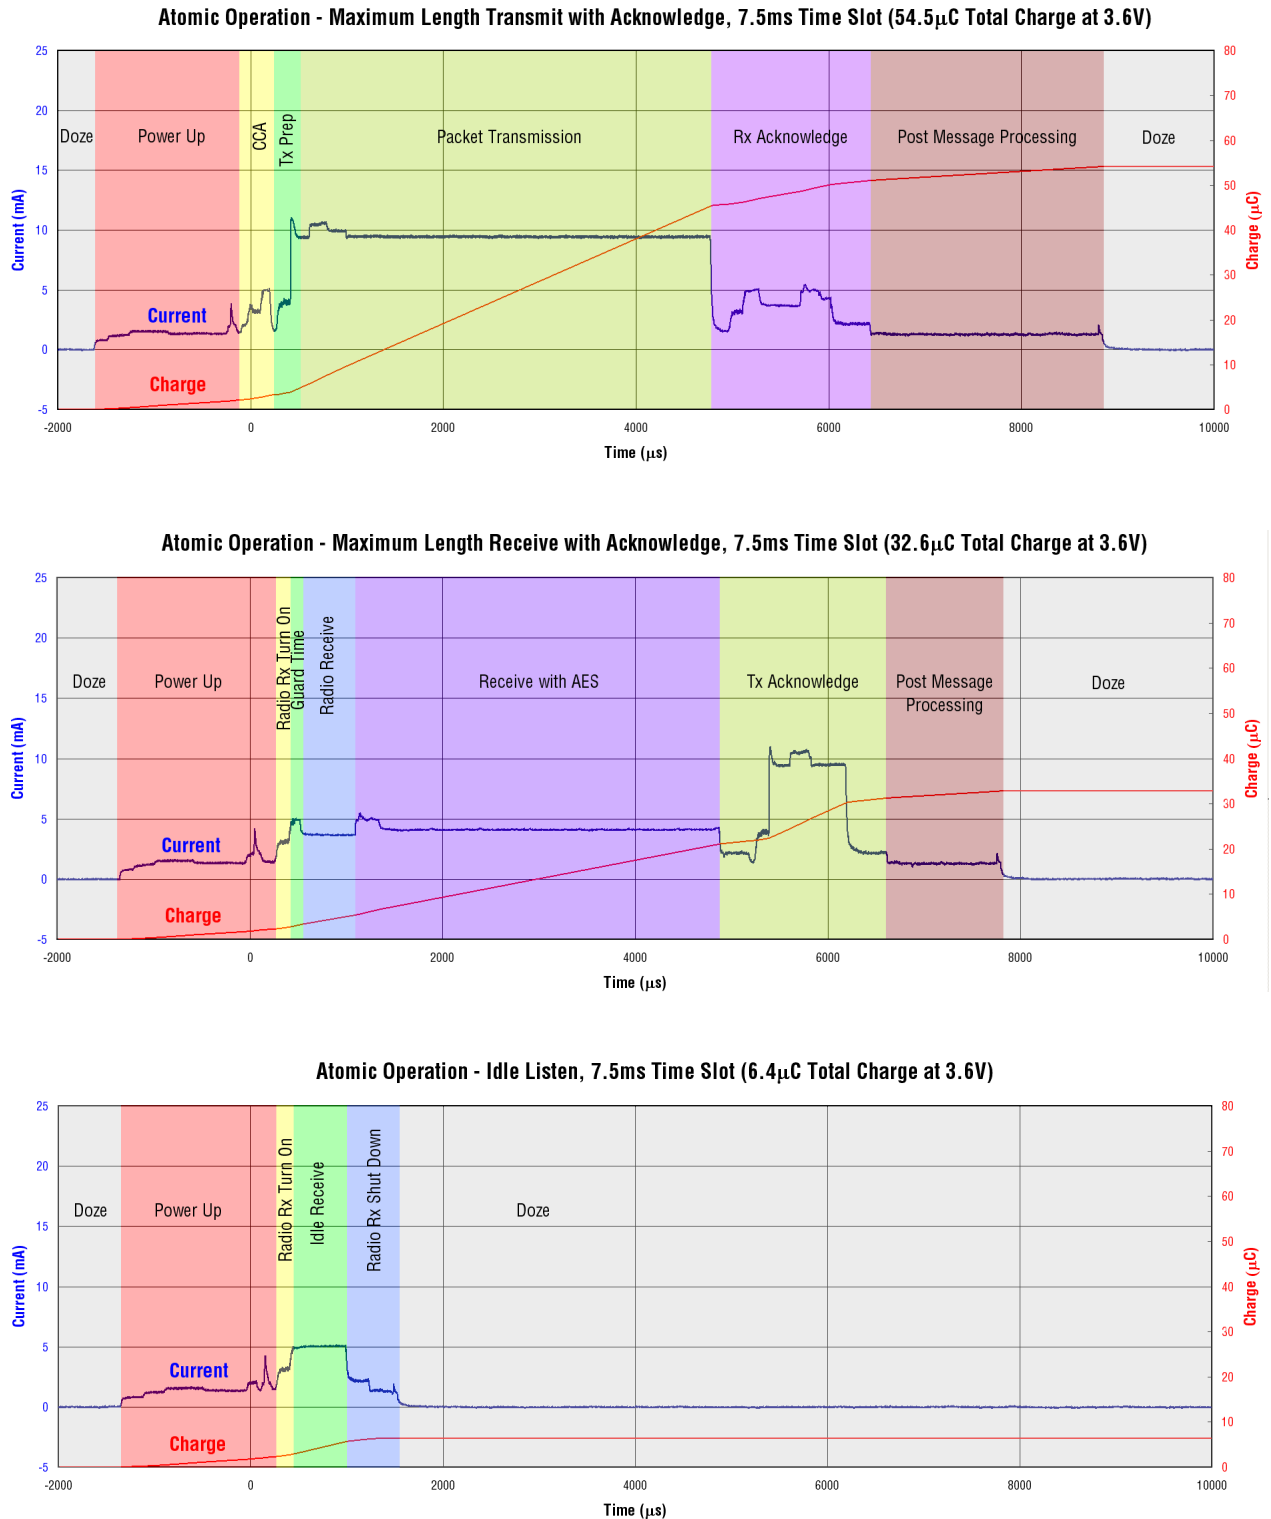 Atomic Operation - Maximum Length Transmit with Acknowledge, 7.5ms Time Slot (54.5µC Total Charge at 3.6V)
25
20
15
10
5
0
-5
Current (mA)
Doze
Power Up
CCA
Tx Prep
Packet Transmission
Rx Acknowledge
Post Message Processing
Doze
Current
Charge
80
70
60
50
40
30
20
10
0
Charge (µC)
-2000 0 2000 4000 6000 8000 10000
Time (µs)
Atomic Operation - Maximum Length Receive with Acknowledge, 7.5ms Time Slot (32.6µC Total Charge at 3.6V)
25
20
15
10
5
0
-5
Current (mA)
Doze
Power Up
Radio Rx Turn On
Guard Time
Radio Receive
Receive with AES
Tx Acknowledge
Post Message
Processing
Doze
Current
Charge
80
70
60
50
40
30
20
10
0
Charge (µC)
-2000 0 2000 4000 6000 8000 10000
Time (µs)
Atomic Operation - Idle Listen, 7.5ms Time Slot (6.4µC Total Charge at 3.6V)
25
20
15
10
5
0
-5
Current (mA)
Doze
Power Up
Radio Rx Turn On
Idle Receive
Radio Rx Shut Down
Doze
Current
Charge
80
70
60
50
40
30
20
10
0
Charge (µC)
-2000 0 2000 4000 6000 8000 10000
Time (µs)